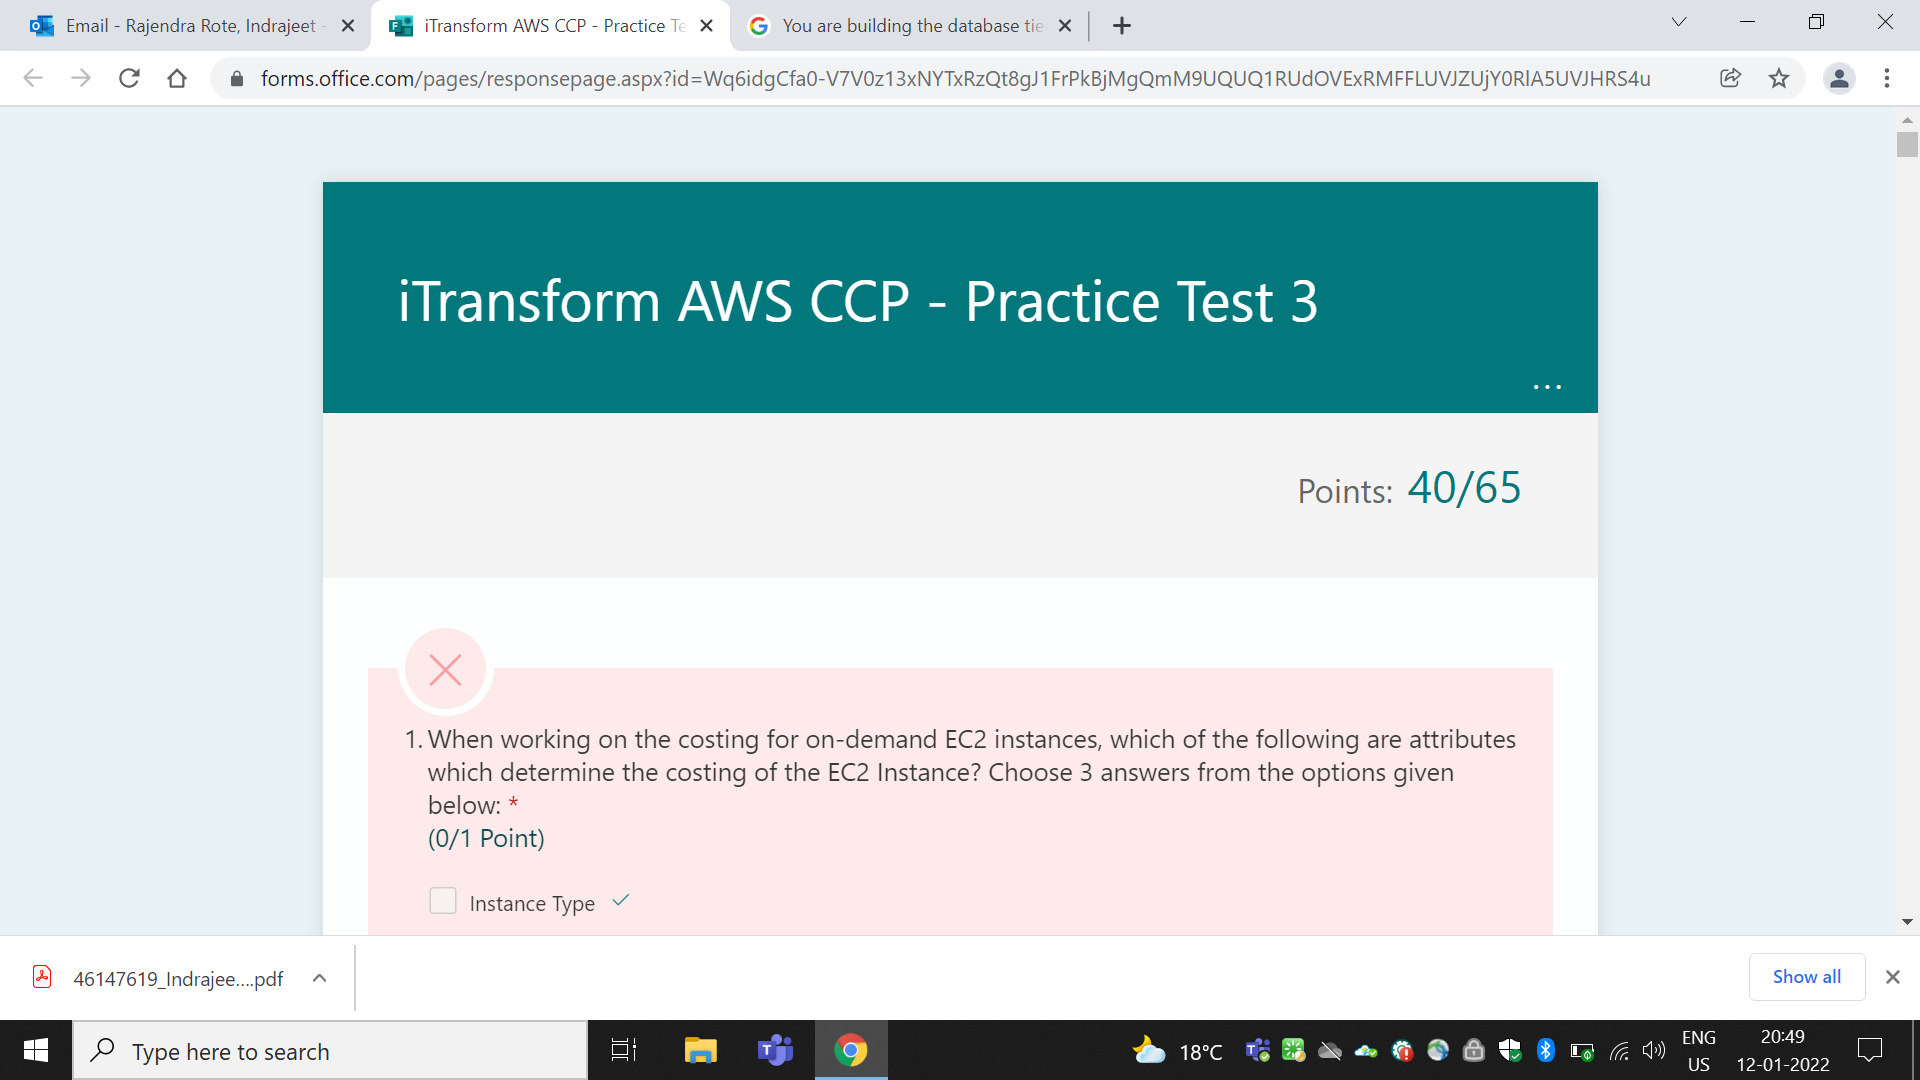 Email - Rajendra Rote, Indrajeet -
iTransform AWS CCP - Practice Te
You are building the database tie
forms.office.com/pages/responsepage.aspx?id=Wq6idgCfa0-V7V0z13xNYTxRzQt8gJ1FrPkBjMgQmM9UQUQ1RUdOVExRMFFLUVJZUjY0RlA5UVJHRS4u
iTransform AWS CCP - Practice Test 3
...
Points: 40/65
1. When working on the costing for on-demand EC2 instances, which of the following are attributes
which determine the costing of the EC2 Instance? Choose 3 answers from the options given
below: *
(0/1 Point)
Instance Type
46147619_Indrajee....pdf
Show all
Type here to search
18°C
ENG
US
20:49
12-01-2022